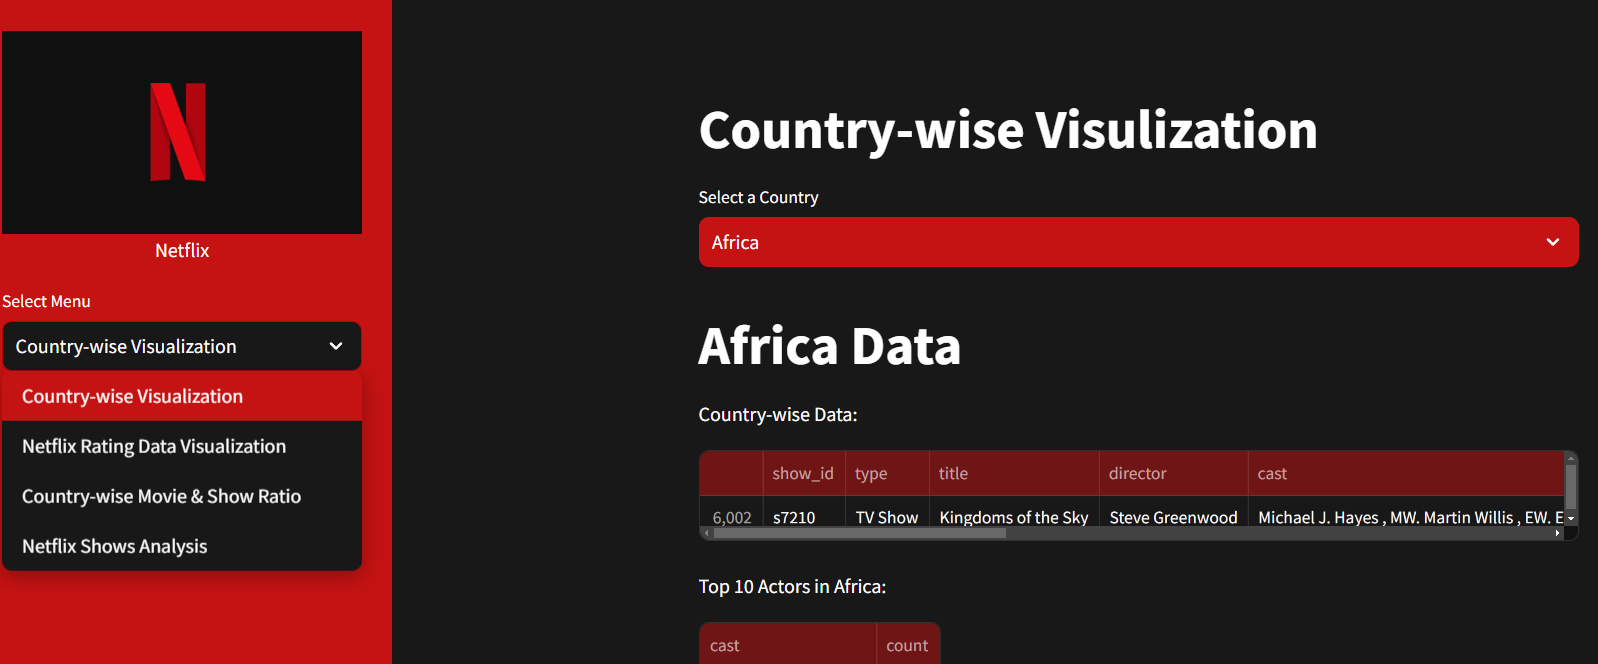 N
Netflix
Select Menu
Country-wise Visualization
Country-wise Visualization
Netflix Rating Data Visualization
Country-wise Movie & Show Ratio
Netflix Shows Analysis
Country-wise Visulization
Select a Country
Africa
Africa Data
Country-wise Data:
show_id type title director cast
6,002 s7210 TV Show Kingdoms of the Sky Steve Greenwood Michael J. Hayes , MW. Martin Willis , EW. E
Top 10 Actors in Africa:
cast count